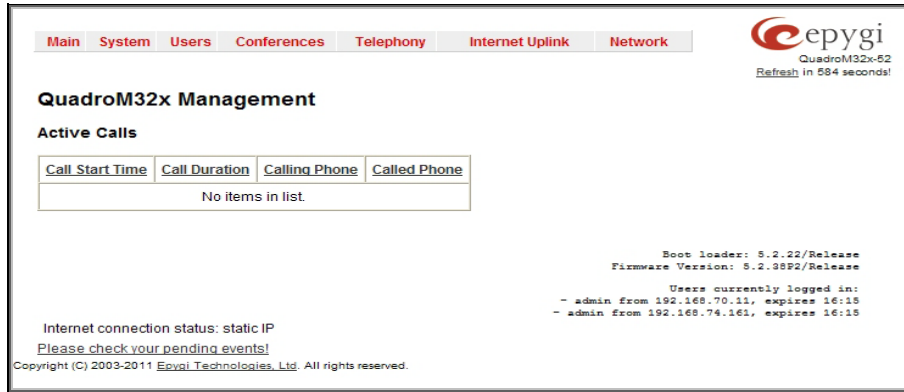 Main System Users Conferences Telephony Internet Uplink Network
epygi
QuadroM32x-52
Refresh in 584 seconds!
QuadroM32x Management
Active Calls
Call Start Time Call Duration Calling Phone Called Phone
No items in list.
Boot loader: 5.2.22/Release
Firmware Version: 5.2.38P2/Release
Users currently logged in:
- admin from 192.168.70.11, expires 16:15
- admin from 192.168.74.161, expires 16:15
Internet connection status: static IP
Please check your pending events!
Copyright (C) 2003-2011 Epygi Technologies, Ltd. All rights reserved.